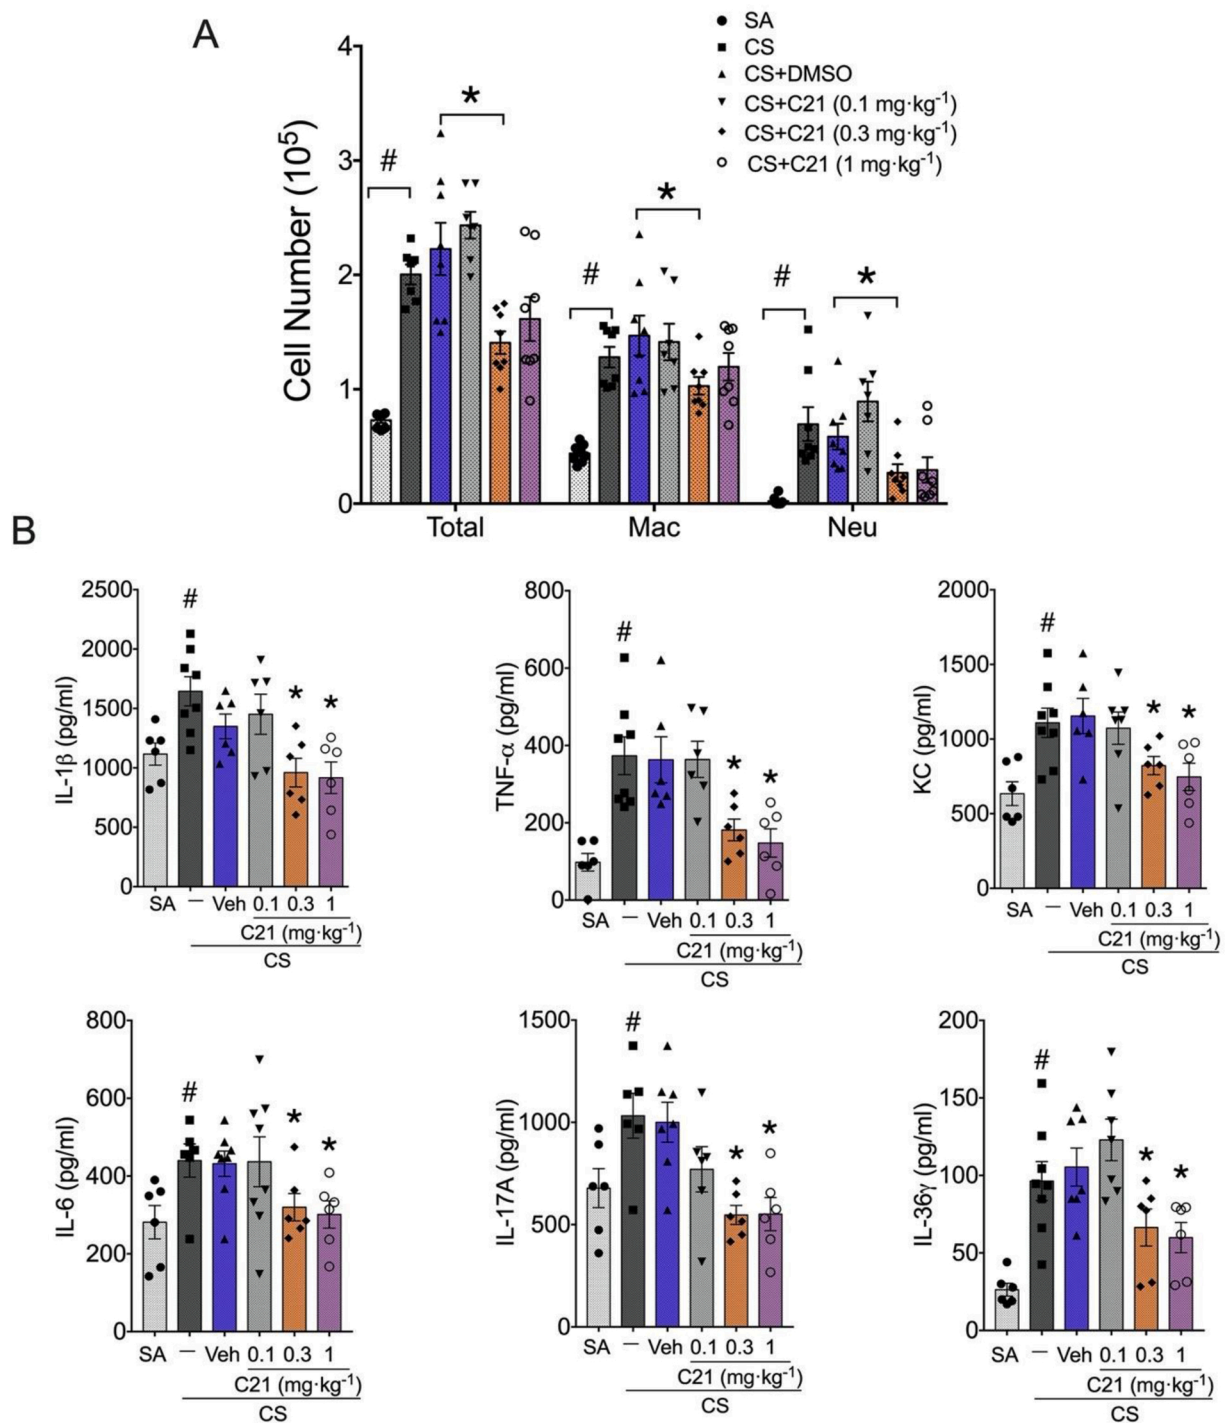 A
SA
CS
CS+DMSO
CS+C21 (0.1 mg·kg⁻¹)
CS+C21 (0.3 mg·kg⁻¹)
CS+C21 (1 mg·kg⁻¹)
Cell Number (10⁵)
4
3
2
1
0
# *
# *
# *
Total Mac Neu
B
IL-1β (pg/ml)
2500
2000
1500
1000
500
0
# * *
SA — Veh 0.1 0.3 1
C21 (mg·kg⁻¹)
CS
TNF-α (pg/ml)
800
600
400
200
0
# * *
SA — Veh 0.1 0.3 1
C21 (mg·kg⁻¹)
CS
KC (pg/ml)
2000
1500
1000
500
0
# * *
SA — Veh 0.1 0.3 1
C21 (mg·kg⁻¹)
CS
IL-6 (pg/ml)
800
600
400
200
0
# * *
SA — Veh 0.1 0.3 1
C21 (mg·kg⁻¹)
CS
IL-17A (pg/ml)
1500
1000
500
0
# * *
SA — Veh 0.1 0.3 1
C21 (mg·kg⁻¹)
CS
IL-36γ (pg/ml)
200
150
100
50
0
# * *
SA — Veh 0.1 0.3 1
C21 (mg·kg⁻¹)
CS